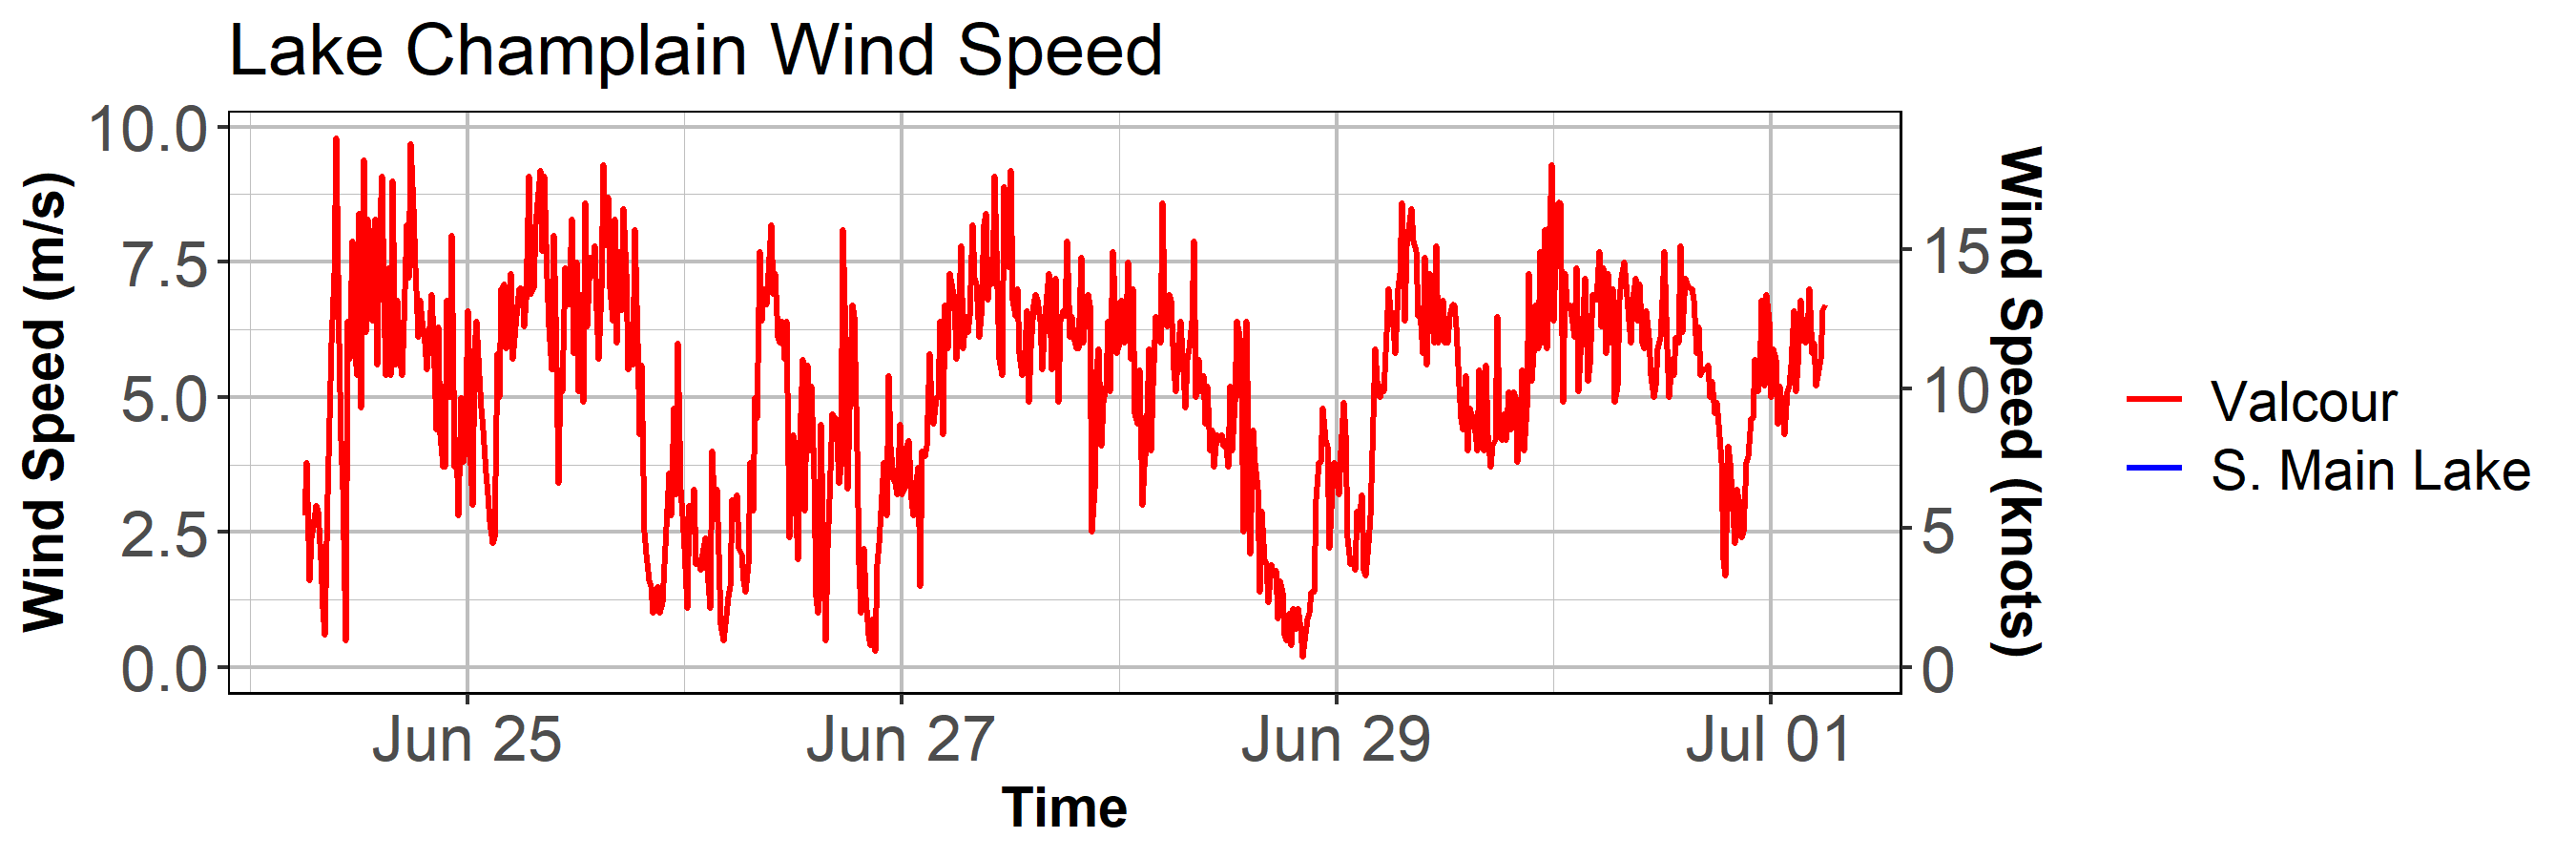 Lake Champlain Wind Speed
Wind Speed (m/s)
10.0
7.5
5.0
2.5
0.0
15
10
5
0
Wind Speed (knots)
Jun 25
Jun 27
Jun 29
Jul 01
Time
Valcour
S. Main Lake